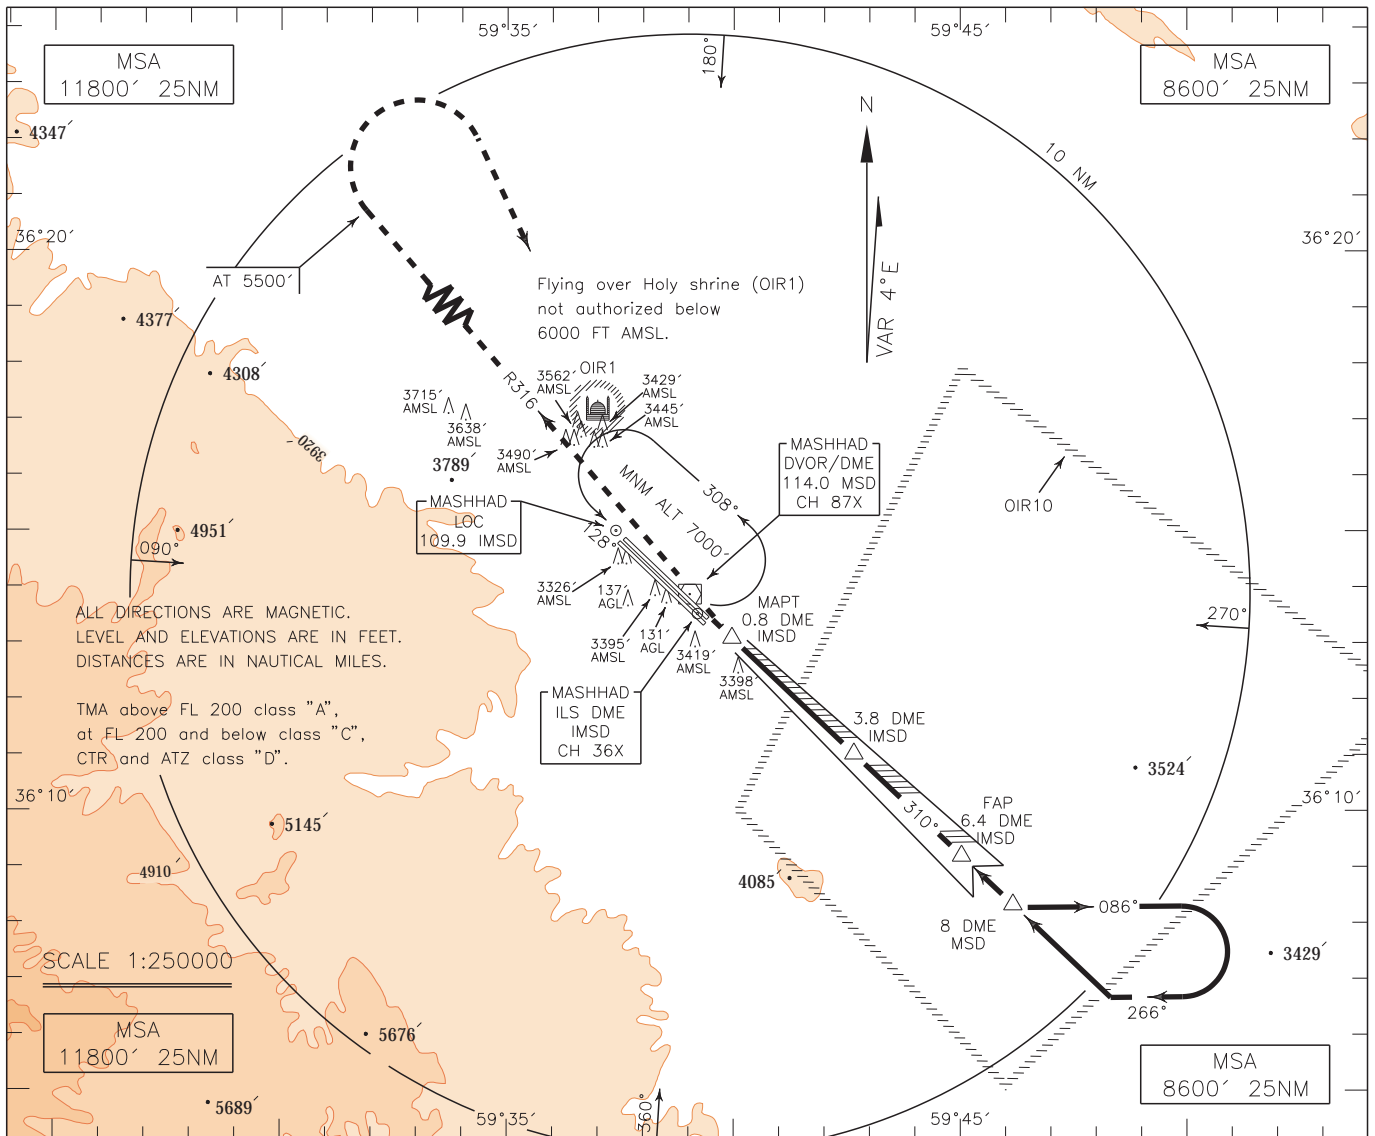 59°35′
59°45′
MSA
11800′ 25NM
MSA
8600′ 25NM
180°
N
4347′
10 NM
36°20′
36°20′
VAR 4°E
AT 5500′
Flying over Holy shrine (OIR1)
not authorized below
6000 FT AMSL.
4377′
4308′
R316
OIR1
3562′
AMSL
3429′
AMSL
3445′
AMSL
3715′
AMSL
3638′
AMSL
3490′
AMSL
3920′
3789′
MNM ALT 7000′
308°
MASHHAD
DVOR/DME
114.0 MSD
CH 87X
OIR10
MASHHAD
LOC
109.9 IMSD
128°
4951′
090°
3326′
AMSL
137′
AGL
3395′
AMSL
131′
AGL
3419′
AMSL
3398′
AMSL
MAPT
0.8 DME
IMSD
270°
ALL DIRECTIONS ARE MAGNETIC.
LEVEL AND ELEVATIONS ARE IN FEET.
DISTANCES ARE IN NAUTICAL MILES.
TMA above FL 200 class "A",
at FL 200 and below class "C",
CTR and ATZ class "D".
MASHHAD
ILS DME
IMSD
CH 36X
3.8 DME
IMSD
3524′
36°10′
36°10′
310°
FAP
6.4 DME
IMSD
5145′
4910′
4085′
8 DME
MSD
086°
266°
3429′
SCALE 1:250000
MSA
11800′ 25NM
5676′
5689′
MSA
8600′ 25NM
360°
59°35′
59°45′